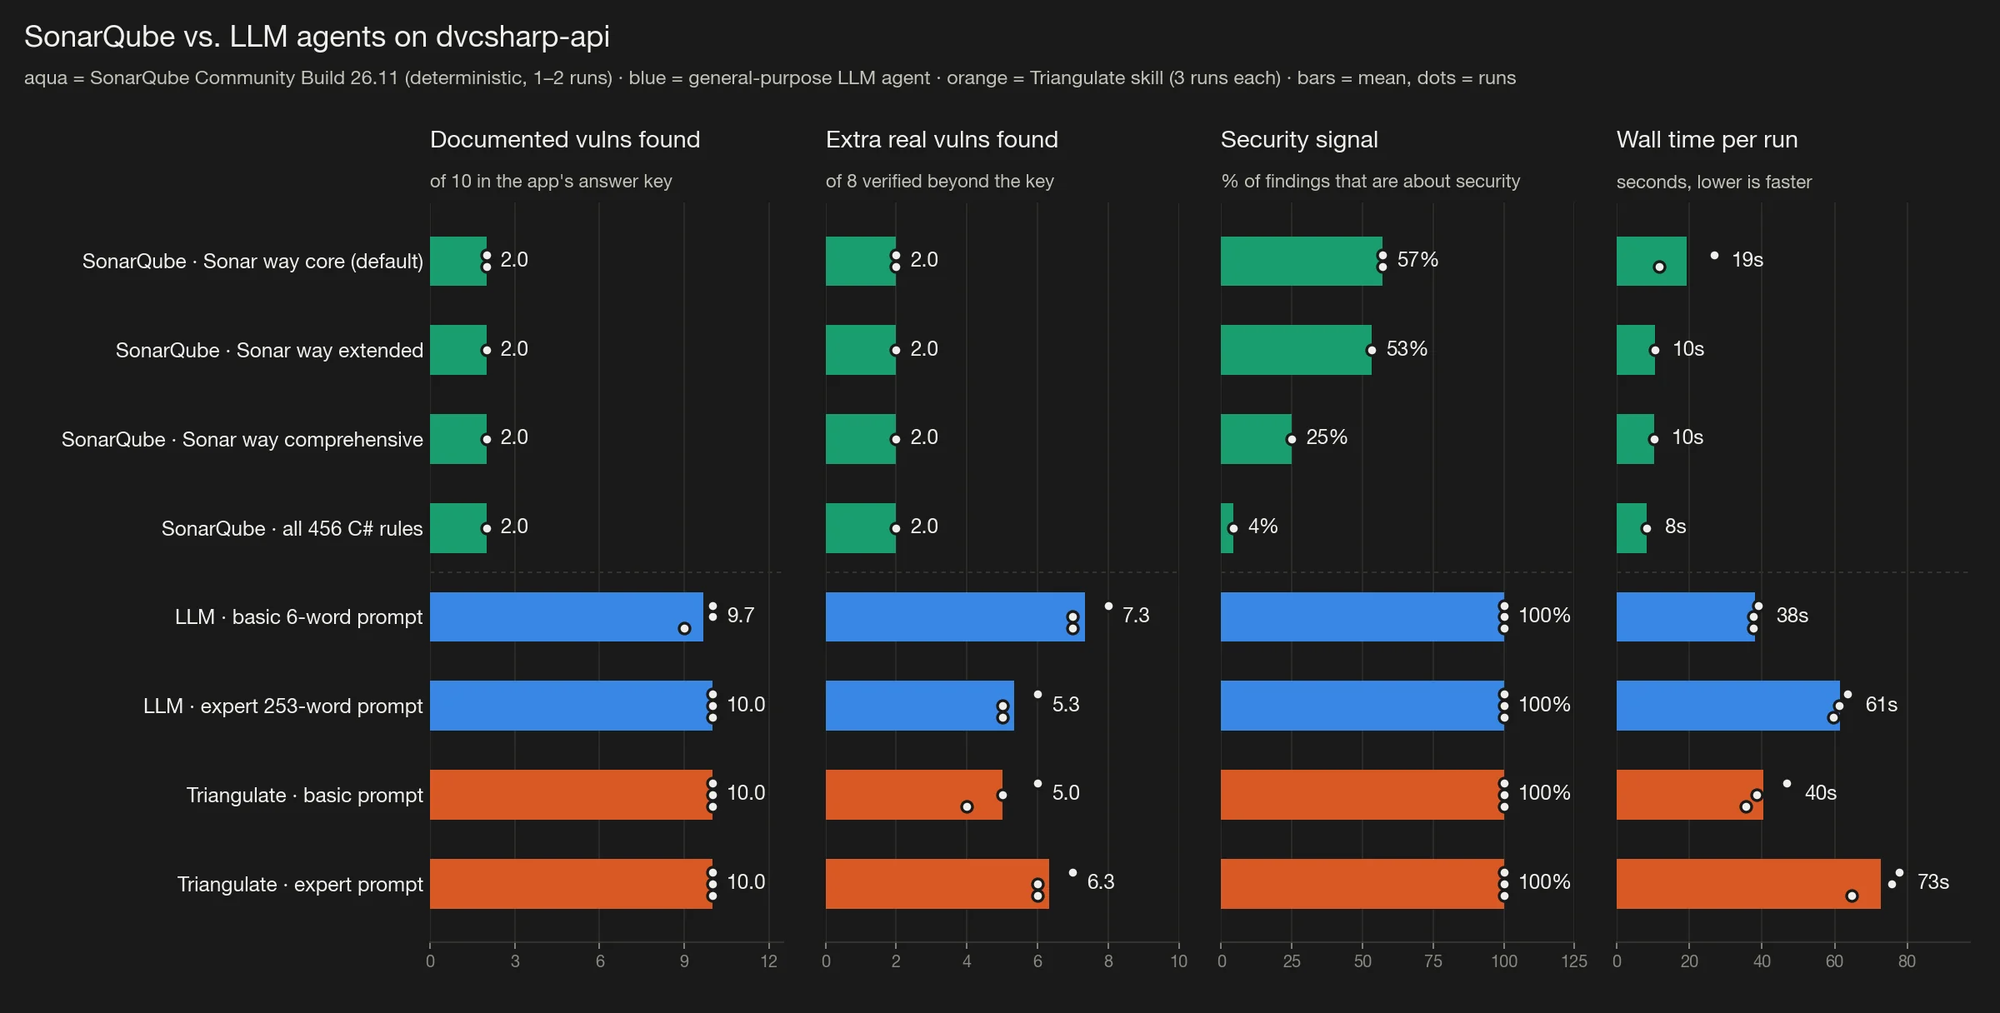 SonarQube vs. LLM agents on dvcsharp-api
aqua = SonarQube Community Build 26.11 (deterministic, 1–2 runs) · blue = general-purpose LLM agent · orange = Triangulate skill (3 runs each) · bars = mean, dots = runs
Documented vulns found
of 10 in the app's answer key
Extra real vulns found
of 8 verified beyond the key
Security signal
% of findings that are about security
Wall time per run
seconds, lower is faster
SonarQube · Sonar way core (default) 2.0 2.0 57% 19s
SonarQube · Sonar way extended 2.0 2.0 53% 10s
SonarQube · Sonar way comprehensive 2.0 2.0 25% 10s
SonarQube · all 456 C# rules 2.0 2.0 4% 8s
LLM · basic 6-word prompt 9.7 7.3 100% 38s
LLM · expert 253-word prompt 10.0 5.3 100% 61s
Triangulate · basic prompt 10.0 5.0 100% 40s
Triangulate · expert prompt 10.0 6.3 100% 73s
0 3 6 9 12 0 2 4 6 8 10 0 25 50 75 100 125 0 20 40 60 80